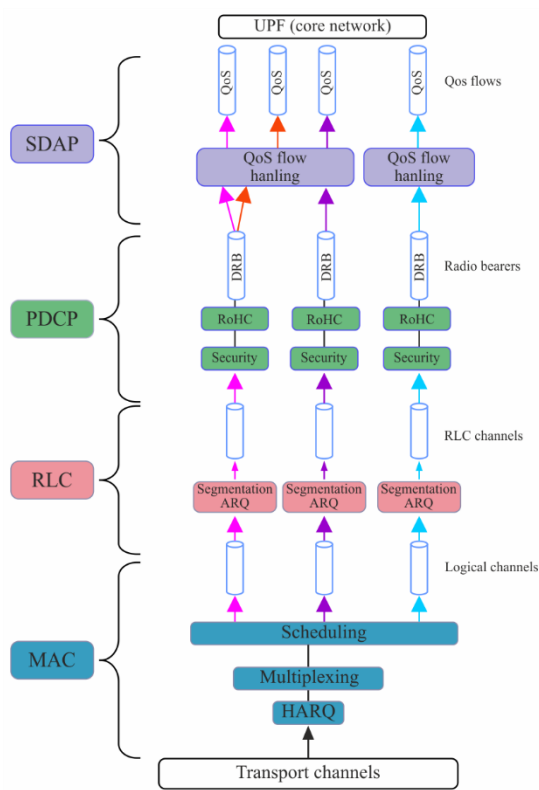 UPF (core network)
QoS
QoS
QoS
QoS
Qos flows
SDAP
QoS flow
hanling
QoS flow
hanling
DRB
DRB
DRB
Radio bearers
PDCP
RoHC
RoHC
RoHC
Security
Security
Security
RLC channels
RLC
Segmentation
ARQ
Segmentation
ARQ
Segmentation
ARQ
Logical channels
Scheduling
MAC
Multiplexing
HARQ
Transport channels